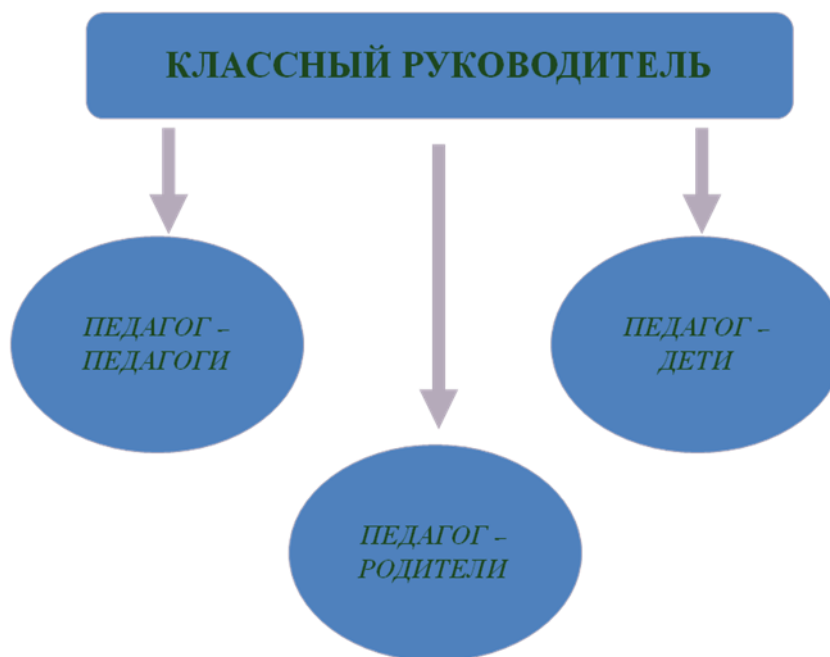 КЛАССНЫЙ РУКОВОДИТЕЛЬ
ПЕДАГОГ –
ПЕДАГОГИ
ПЕДАГОГ –
ДЕТИ
ПЕДАГОГ –
РОДИТЕЛИ